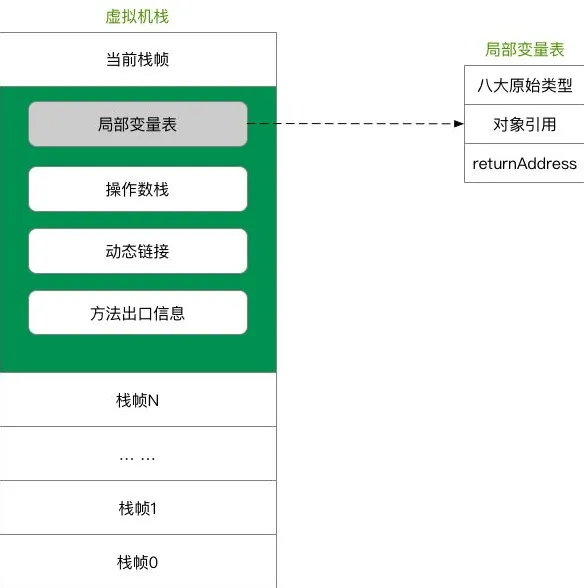 虚拟机栈
当前栈帧
局部变量表
操作数栈
动态链接
方法出口信息
栈帧N
... ...
栈帧1
栈帧0
局部变量表
八大原始类型
对象引用
returnAddress